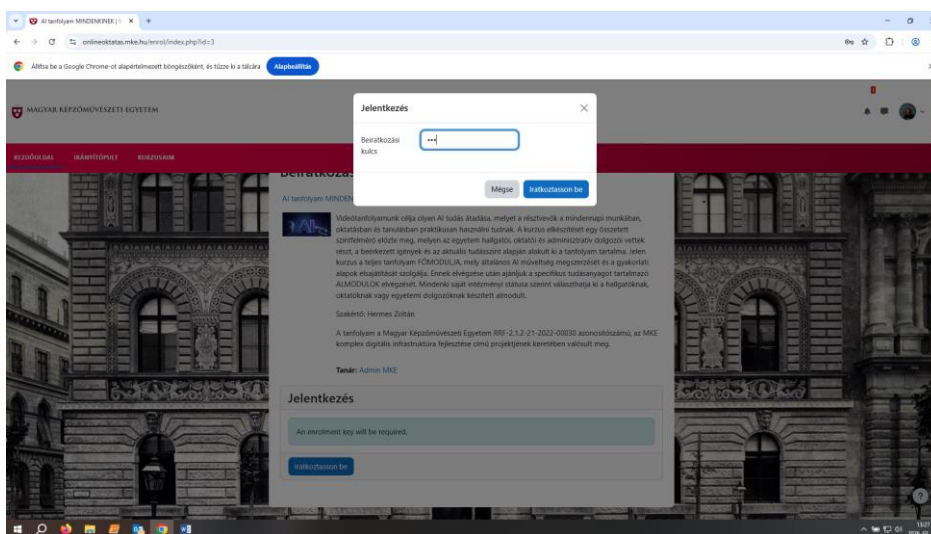 AI tanfolyam MINDENKINEK |
onlineoktatas.mke.hu/enrol/index.php?id=3
Állítsa be a Google Chrome-ot alapértelmezett böngészőként, és tűzze ki a tálcára
Alapbeállítás
MAGYAR KÉPZŐMŰVÉSZETI EGYETEM
Jelentkezés
Beiratkozási
kulcs
Mégse
Iratkoztasson be
KEZDŐOLDAL IRÁNYÍTÓPULT KURZUSAIM
AI tanfolyam
Videótanfolyamunk célja olyan AI tudás átadása, melyet a résztvevők a mindennapi munkában,
oktatásban és tanulásban praktikusan használni tudnak. A kurzus elkészítését egy összetett
szintfelmérő előzte meg, melyen az egyetem hallgatói, oktatói és adminisztratív dolgozói vettek
részt, a beérkezett igények és az aktuális tudásszint alapján alakult ki a tanfolyam tartalma. Jelen
kurzus a teljes tanfolyam FŐMODULJA, mely általános AI műveltség megszerzését és a gyakorlati
alapok elsajátítását szolgálja. Ennek elvégzése után ajánljuk a specifikus tudásanyagot tartalmazó
ALMODULOK elvégzését. Mindenki saját intézményi státusa szerint választhatja ki a hallgatóknak,
oktatóknak vagy egyetemi dolgozóknak készített almodult.
Szakértő: Hermes Zoltán
A tanfolyam a Magyar Képzőművészeti Egyetem RRF-2.1.2-21-2022-00030 azonosítószámú, az MKE
komplex digitális infrastruktúra fejlesztése című projektjének keretében valósult meg.
Tanár: Admin MKE
Jelentkezés
An enrolment key will be required.
Iratkoztasson be
13:27